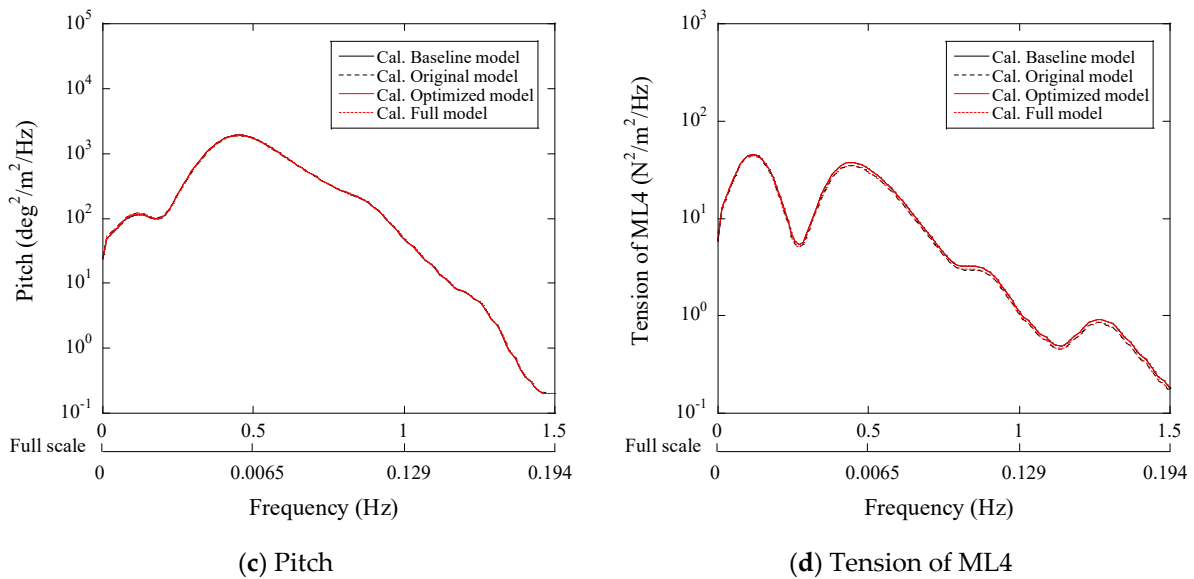 10^5
10^4
10^3
10^2
10^1
10^0
10^-1
Pitch (deg^2/m^2/Hz)
Cal. Baseline model
Cal. Original model
Cal. Optimized model
Cal. Full model
0 0.5 1 1.5
Full scale
0 0.0065 0.129 0.194
Frequency (Hz)
(c) Pitch
10^3
10^2
10^1
10^0
10^-1
Tension of ML4 (N^2/m^2/Hz)
Cal. Baseline model
Cal. Original model
Cal. Optimized model
Cal. Full model
0 0.5 1 1.5
Full scale
0 0.0065 0.129 0.194
Frequency (Hz)
(d) Tension of ML4